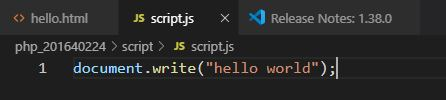 hello.html JS script.js Release Notes: 1.38.0
php_201640224 > script > JS script.js
1 document.write("hello world");